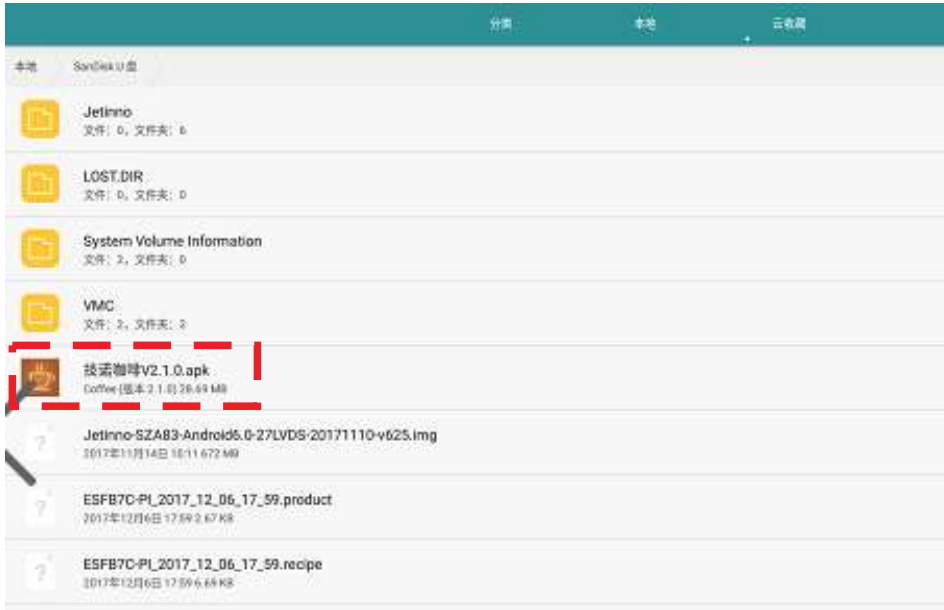 分类 本地 云收藏
本地 SanDisk U盘
Jetinno
文件: 0, 文件夹: 6
LOST.DIR
文件: 0, 文件夹: 0
System Volume Information
文件: 2, 文件夹: 0
VMC
文件: 2, 文件夹: 2
技诺咖啡V2.1.0.apk
Coffee (版本 2.1.0) 28.69 MB
Jetinno-SZA83-Android6.0-27LVDS-20171110-v625.img
2017年11月14日 10:11 672 MB
ESFB7C-PI_2017_12_06_17_59.product
2017年12月6日 17:59 2.67 KB
ESFB7C-PI_2017_12_06_17_59.recipe
2017年12月6日 17:59 6.69 KB